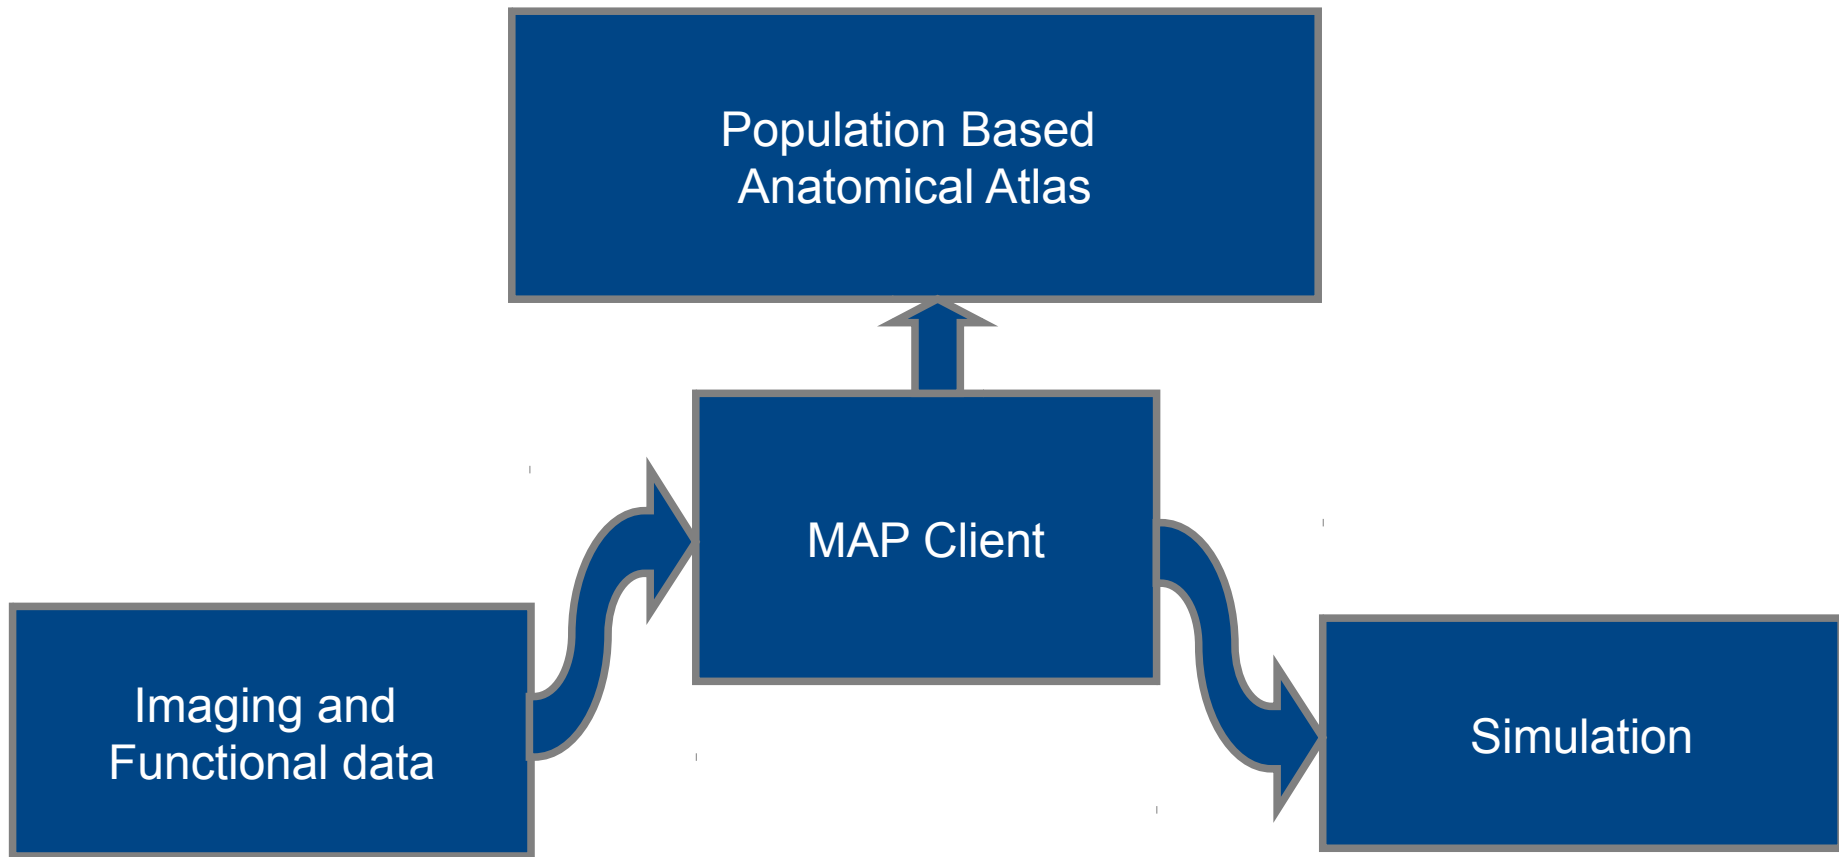 Population Based
Anatomical Atlas
MAP Client
Imaging and
Functional data
Simulation